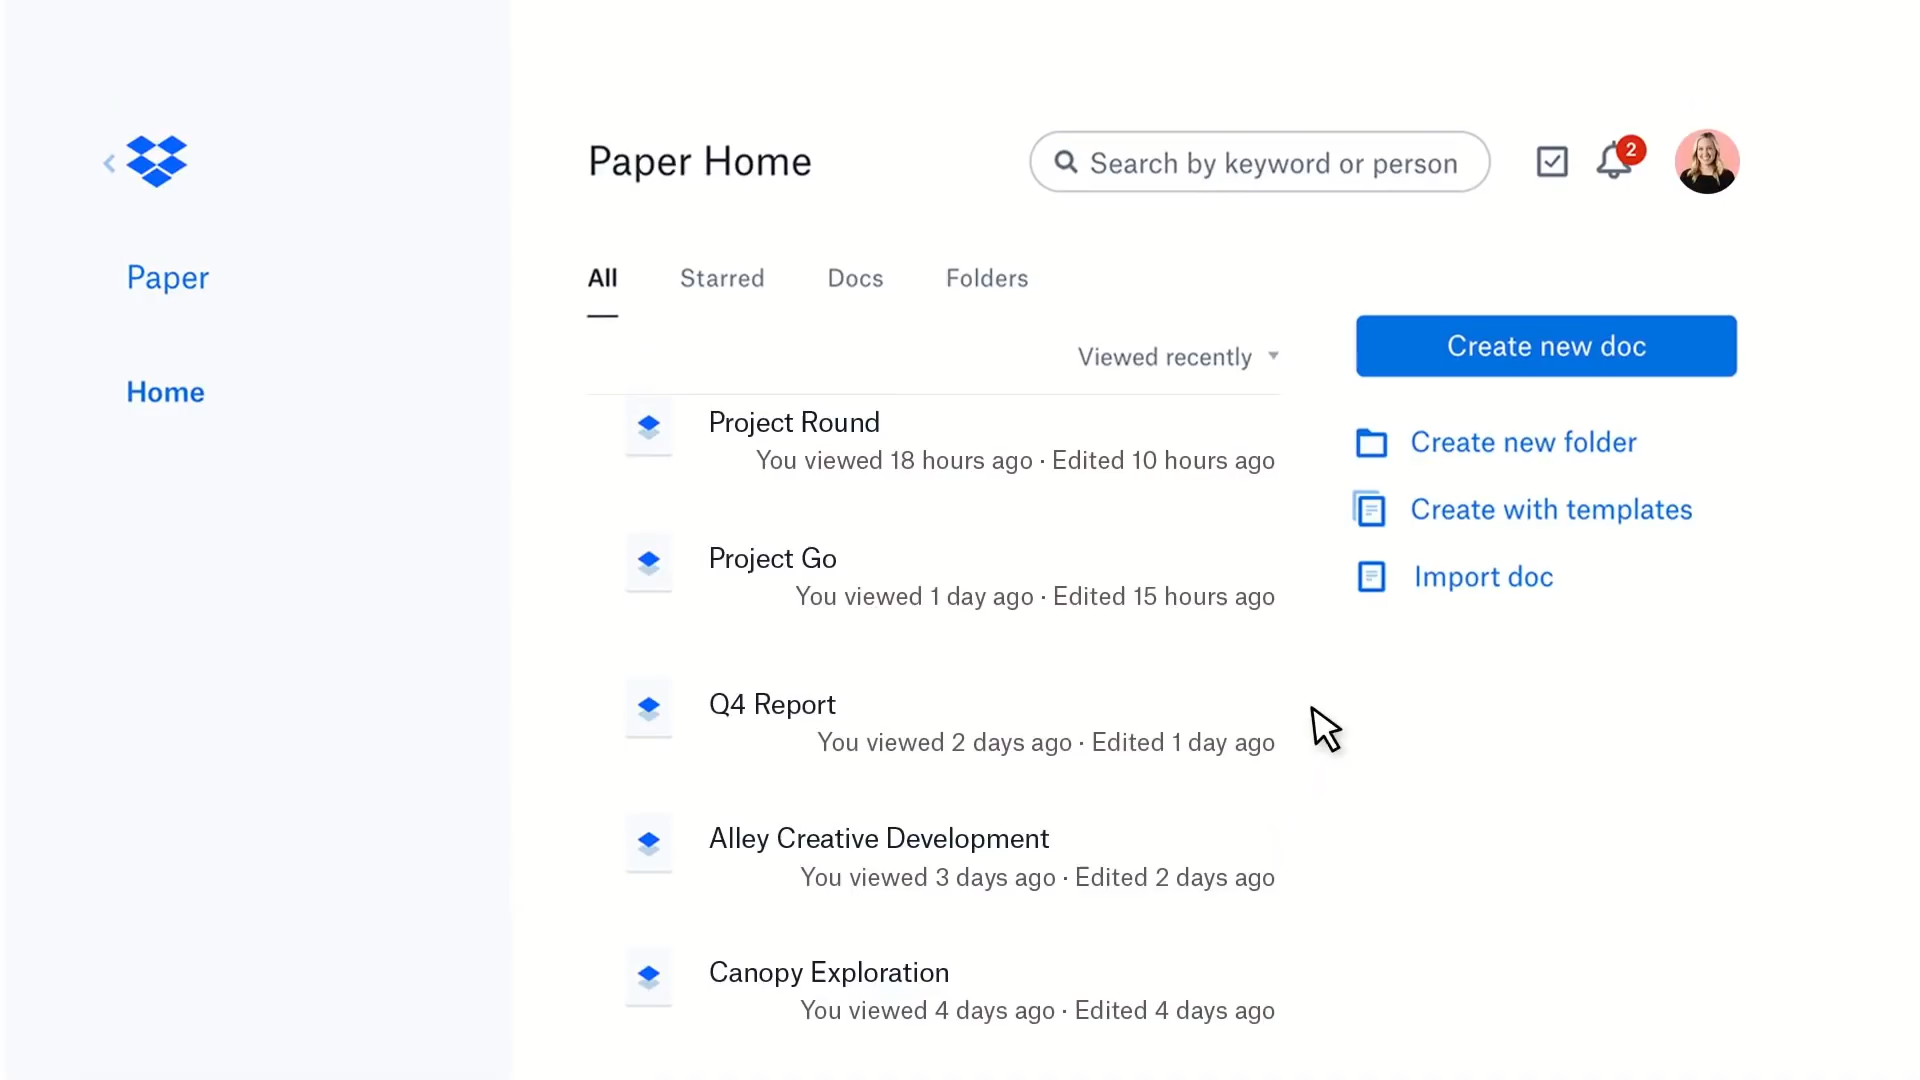 Paper Home
Search by keyword or person
2
Paper
Home
All
Starred
Docs
Folders
Viewed recently
Project Round
You viewed 18 hours ago · Edited 10 hours ago
Project Go
You viewed 1 day ago · Edited 15 hours ago
Q4 Report
You viewed 2 days ago · Edited 1 day ago
Alley Creative Development
You viewed 3 days ago · Edited 2 days ago
Canopy Exploration
You viewed 4 days ago · Edited 4 days ago
Create new doc
Create new folder
Create with templates
Import doc